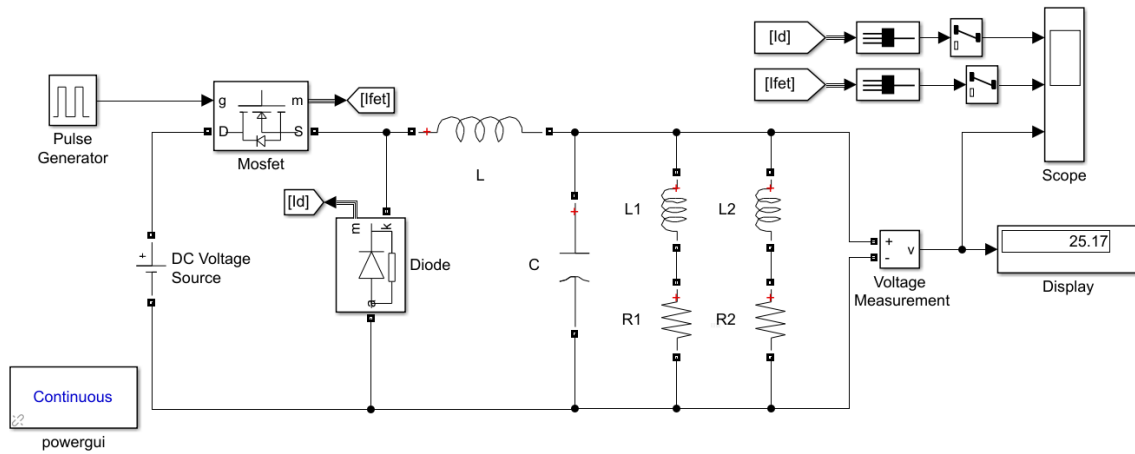 [Id]
[Ifet]
Scope
Pulse
Generator
g
m
D
S
Mosfet
[Ifet]
L
[Id]
m
k
a
Diode
DC Voltage
Source
+
C
L1
L2
R1
R2
+
-
v
Voltage
Measurement
25.17
Display
Continuous
powergui